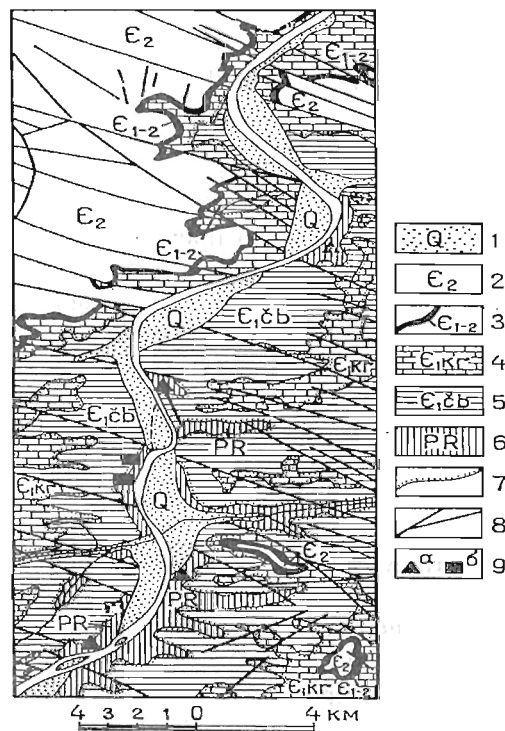 Є₂
Є₁₋₂
Є₁₋₂
Є₂
Є₂
Q
Є₁₋₂
Q
Є₁čb
Є₁kr
Є₁čb
PR
Є₁kr
Q
Є₂
PR
PR
Є₂
Є₁kr Є₁₋₂
4 3 2 1 0 4 км
Q 1
Є₂ 2
Є₁₋₂ 3
Є₁kr 4
Є₁čb 5
PR 6
7
8
а б 9